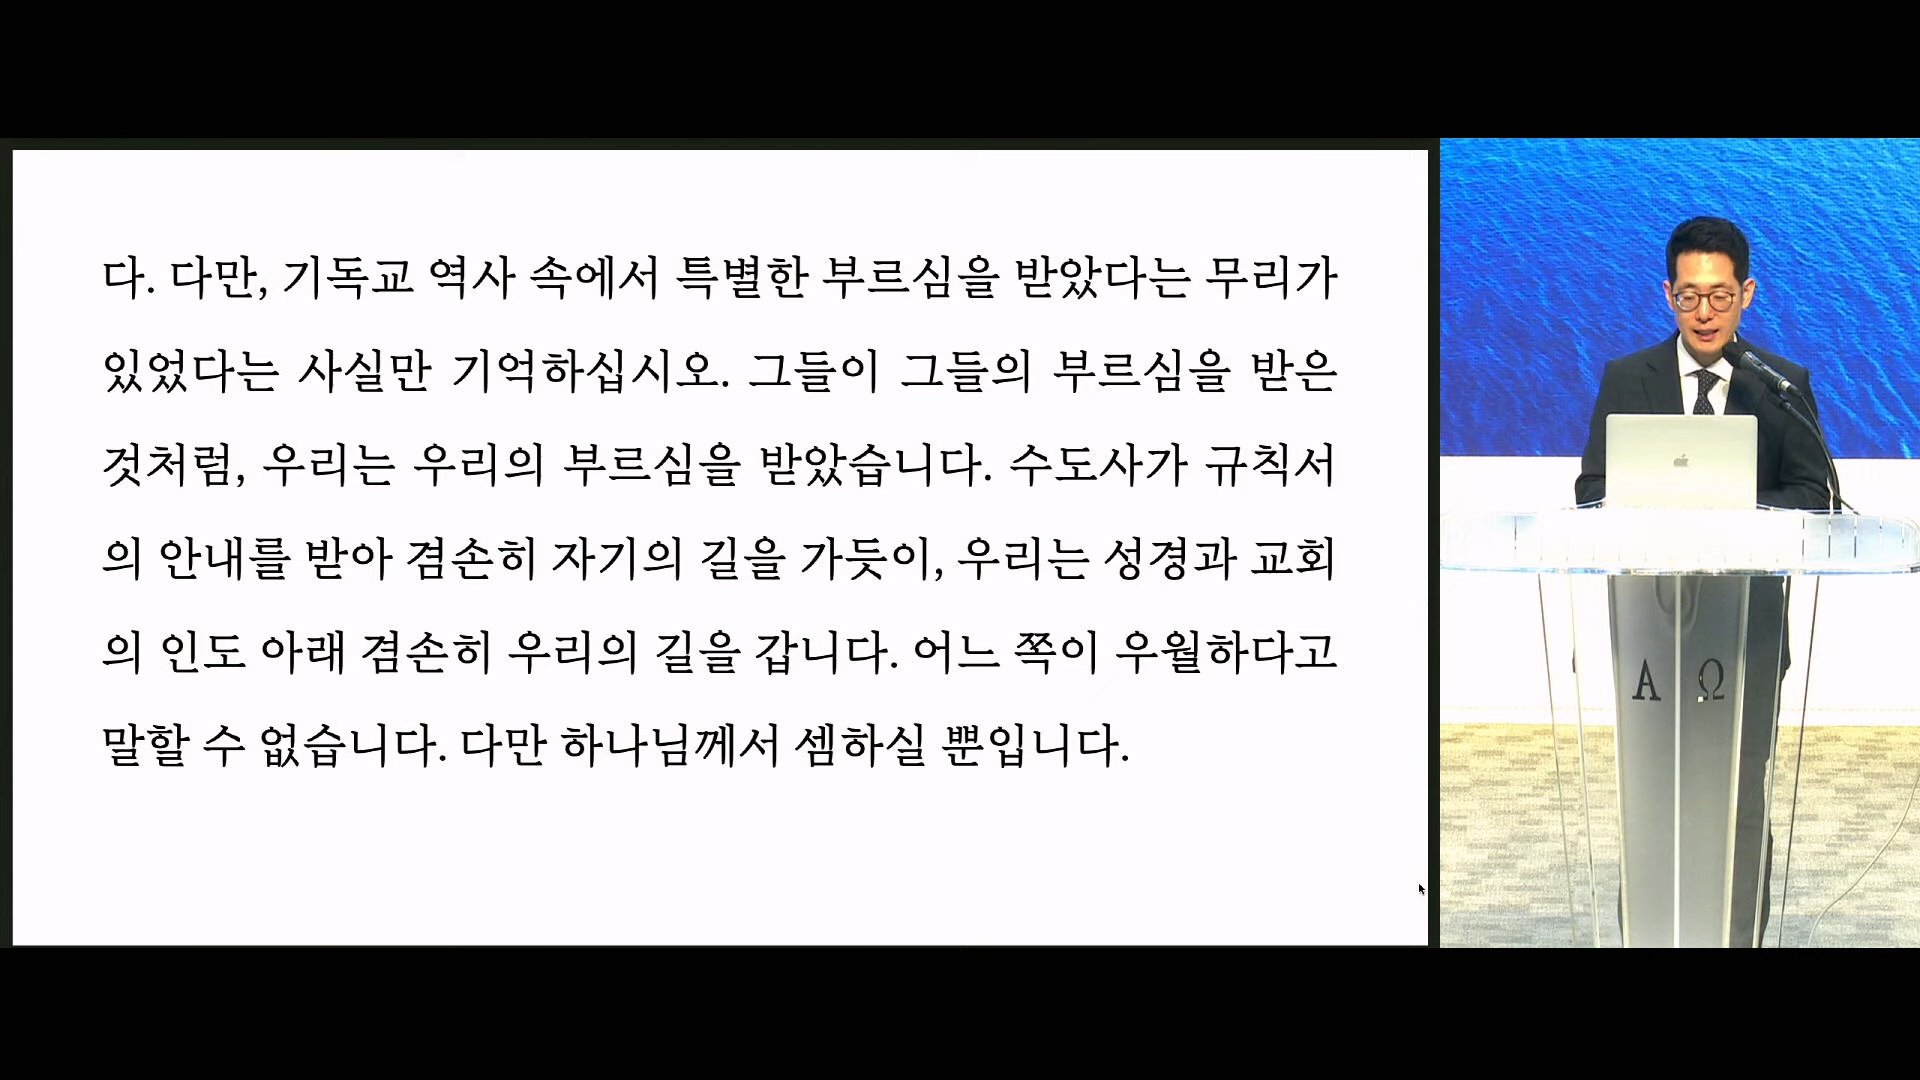 다. 다만, 기독교 역사 속에서 특별한 부르심을 받았다는 무리가
있었다는 사실만 기억하십시오. 그들이 그들의 부르심을 받은
것처럼, 우리는 우리의 부르심을 받았습니다. 수도사가 규칙서
의 안내를 받아 겸손히 자기의 길을 가듯이, 우리는 성경과 교회
의 인도 아래 겸손히 우리의 길을 갑니다. 어느 쪽이 우월하다고
말할 수 없습니다. 다만 하나님께서 셈하실 뿐입니다.
Α Ω